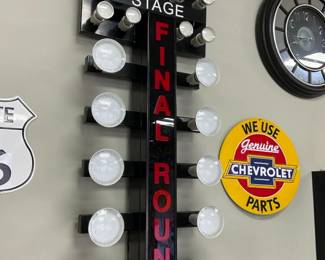 STAGE
FINAL ROUN
TE
6
WE USE
Genuine
CHEVROLET
PARTS